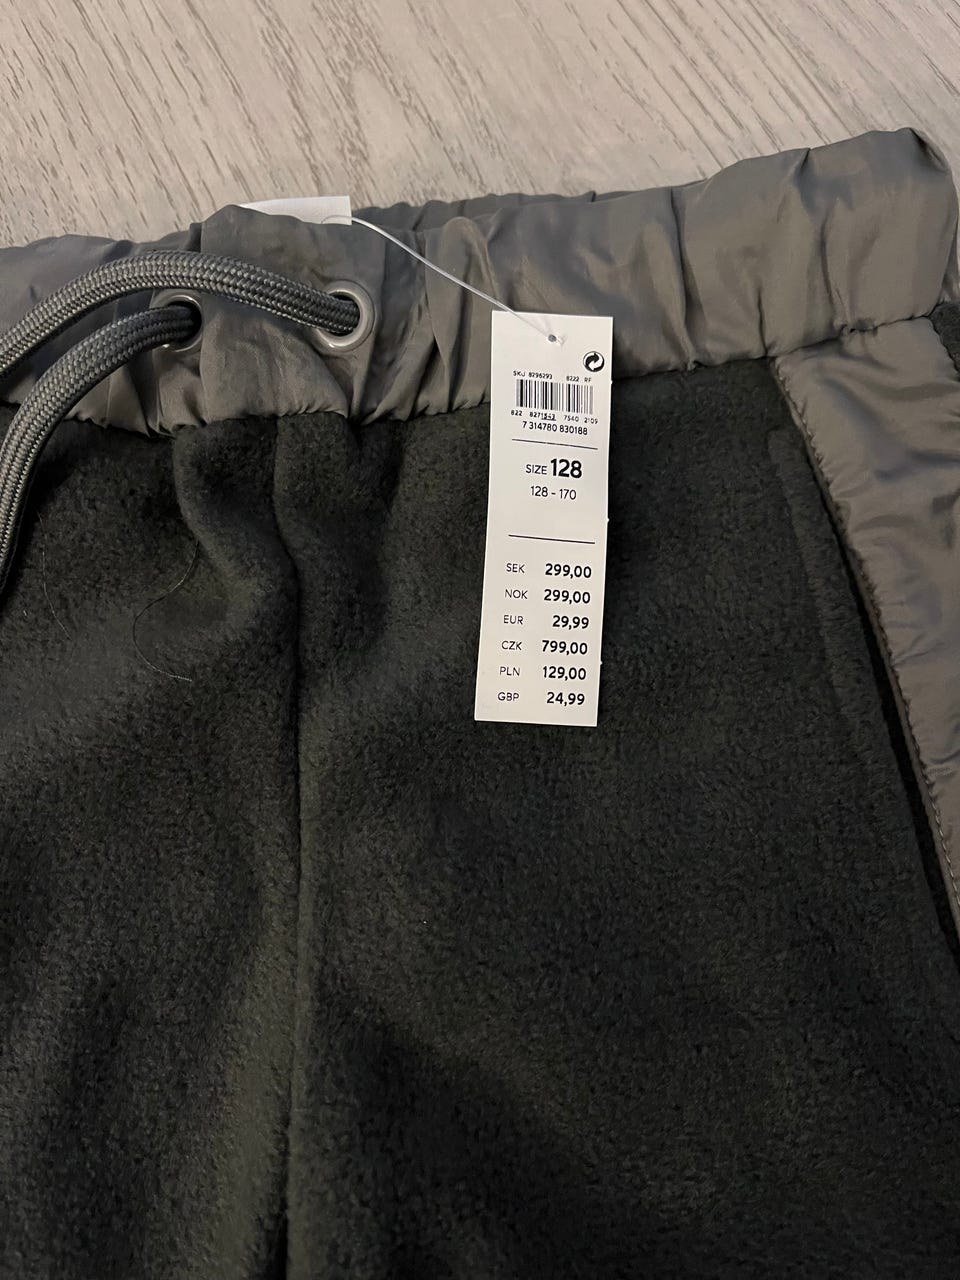 SKU 8296293 8222 RF
822 8271543 7540 2109
7 314780 830188
SIZE 128
128 - 170
SEK 299,00
NOK 299,00
EUR 29,99
CZK 799,00
PLN 129,00
GBP 24,99